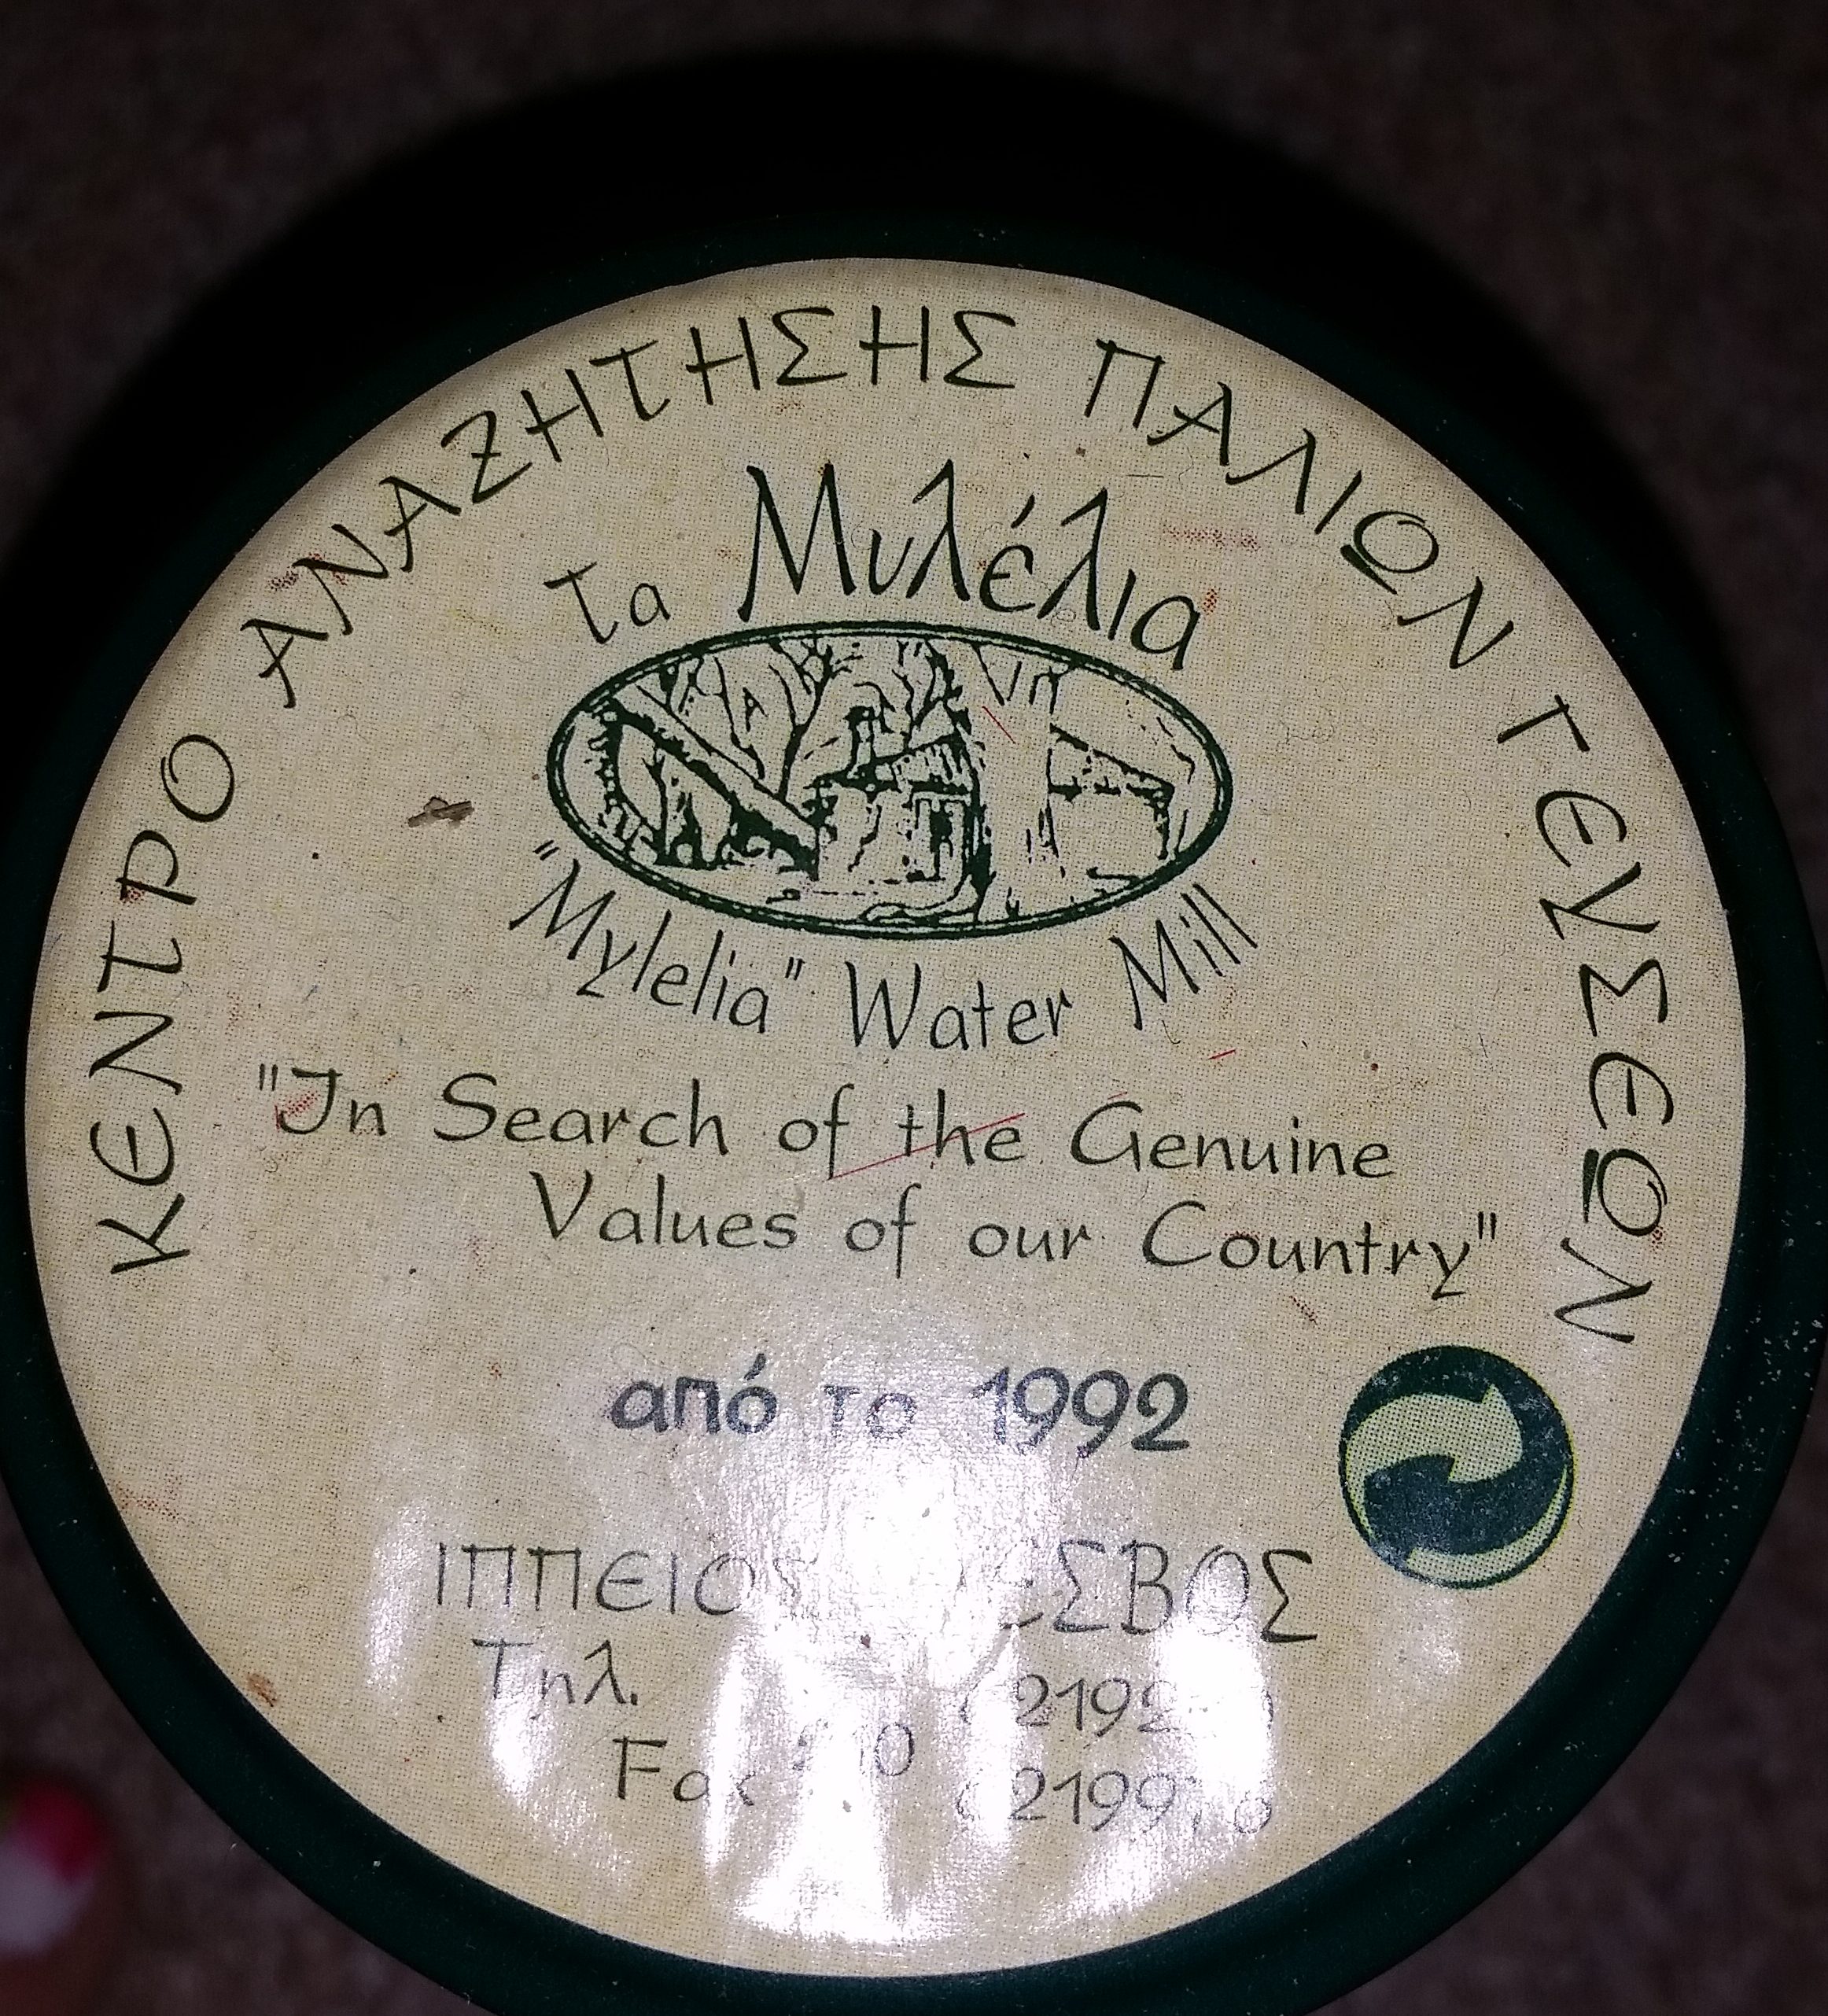 ΚΕΝΤΡΟ ΑΝΑΖΗΤΗΣΗΣ ΠΑΛΙΩΝ ΓΕΥΣΕΩΝ
τα Μυλέλια
"Mylelia" Water Mill
"In Search of the Genuine
Values of our Country"
από το 1992
ΙΠΠΕΙΟΣ
Τηλ.
Fax